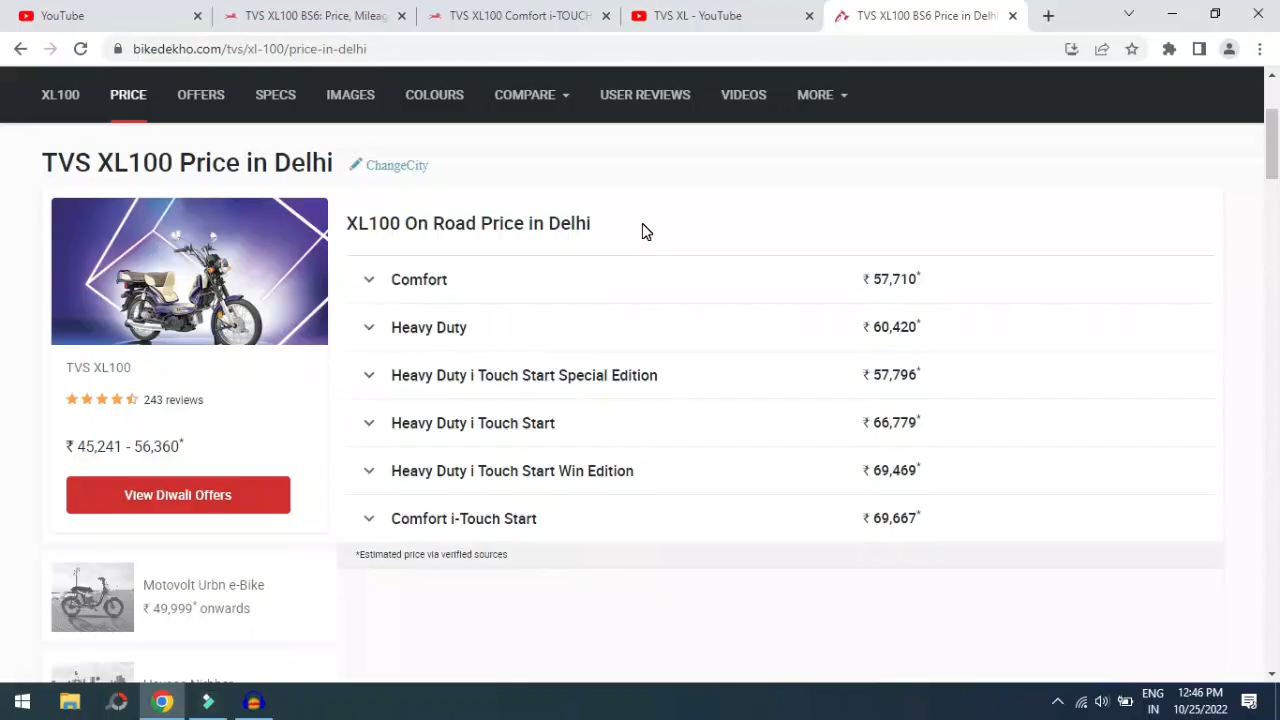 YouTube
TVS XL100 BS6: Price, Mileag
TVS XL100 Comfort i-TOUCH
TVS XL - YouTube
TVS XL100 BS6 Price in Delhi
bikedekho.com/tvs/xl-100/price-in-delhi
XL100 PRICE OFFERS SPECS IMAGES COLOURS COMPARE USER REVIEWS VIDEOS MORE
TVS XL100 Price in Delhi
ChangeCity
XL100 On Road Price in Delhi
Comfort ₹ 57,710*
Heavy Duty ₹ 60,420*
Heavy Duty i Touch Start Special Edition ₹ 57,796*
Heavy Duty i Touch Start ₹ 66,779*
Heavy Duty i Touch Start Win Edition ₹ 69,469*
Comfort i-Touch Start ₹ 69,667*
*Estimated price via verified sources
TVS XL100
243 reviews
₹ 45,241 - 56,360*
View Diwali Offers
Motovolt Urbn e-Bike
₹ 49,999* onwards
ENG
IN
12:46 PM
10/25/2022